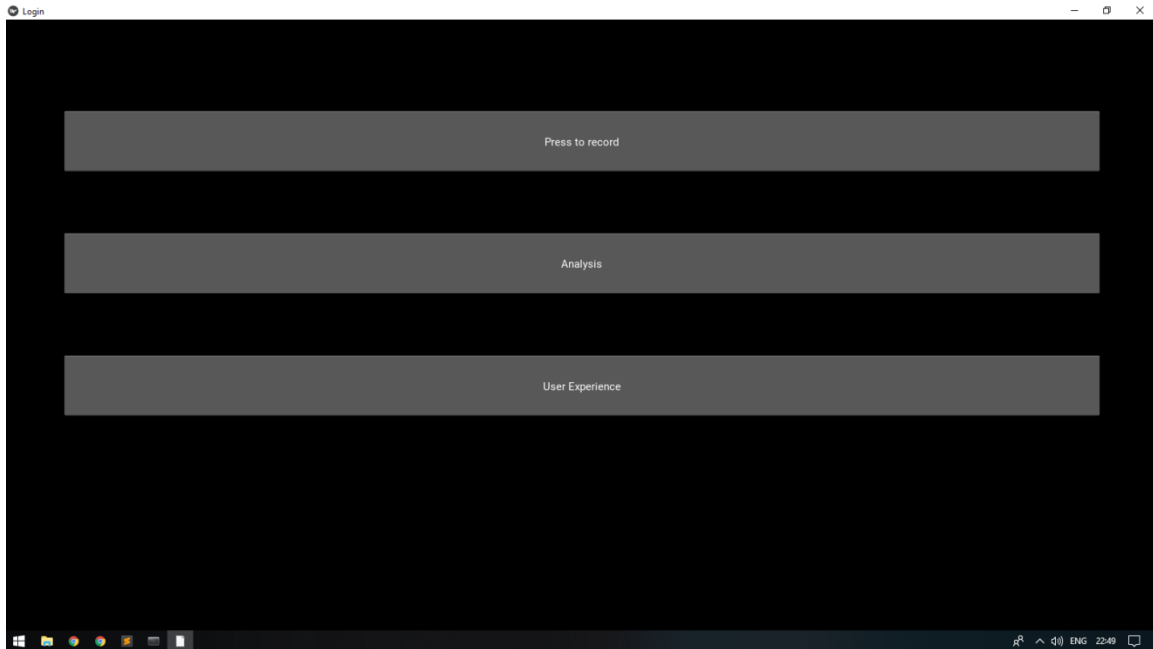 Login
Press to record
Analysis
User Experience
ENG 22:49